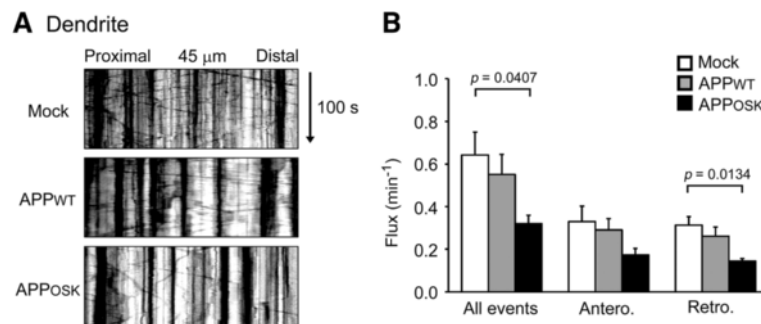 A Dendrite
Proximal 45 μm Distal
Mock
100 s
APPWT
APPOSK
B
Mock
APPWT
APPOSK
p = 0.0407
p = 0.0134
Flux (min⁻¹)
1.0
0.8
0.6
0.4
0.2
0.0
All events Antero. Retro.